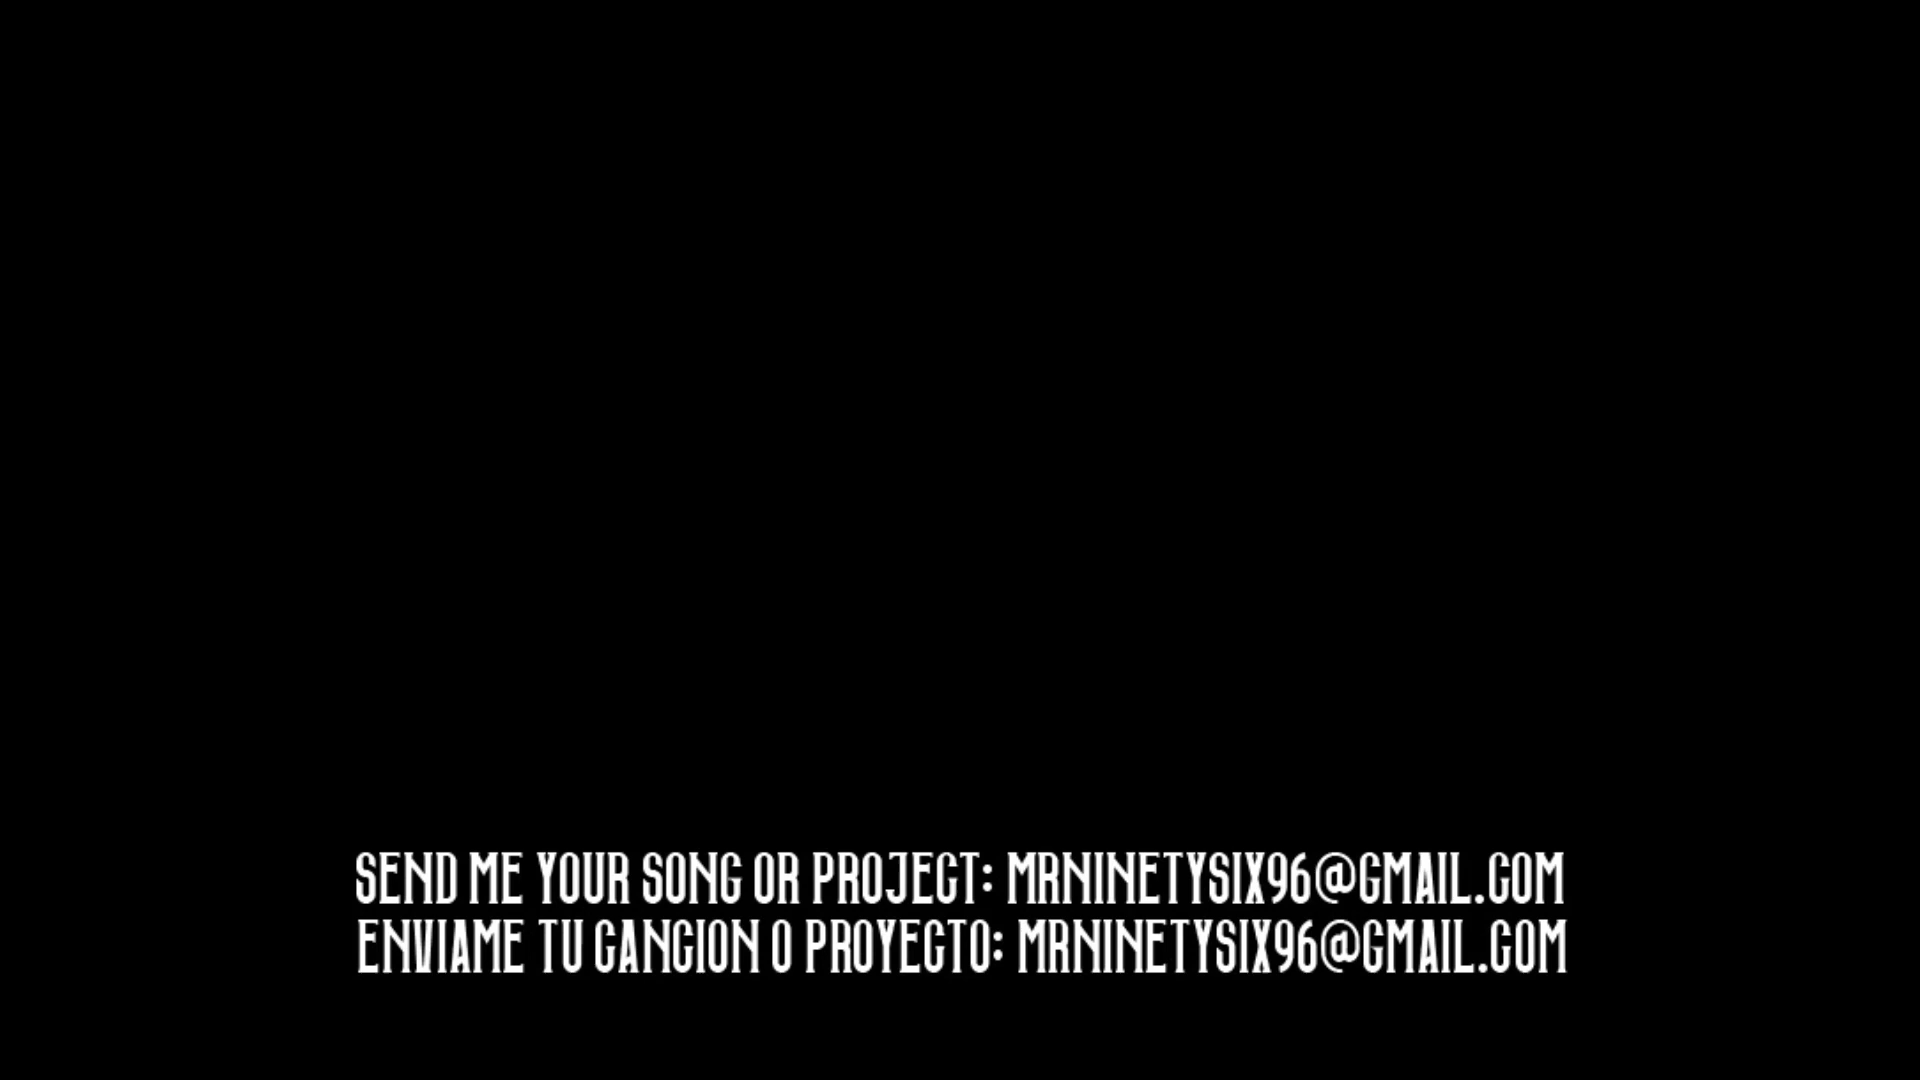 SEND ME YOUR SONG OR PROJECT: MRNINETYSIX96@GMAIL.COM
ENVIAME TU CANCION O PROYECTO: MRNINETYSIX96@GMAIL.COM